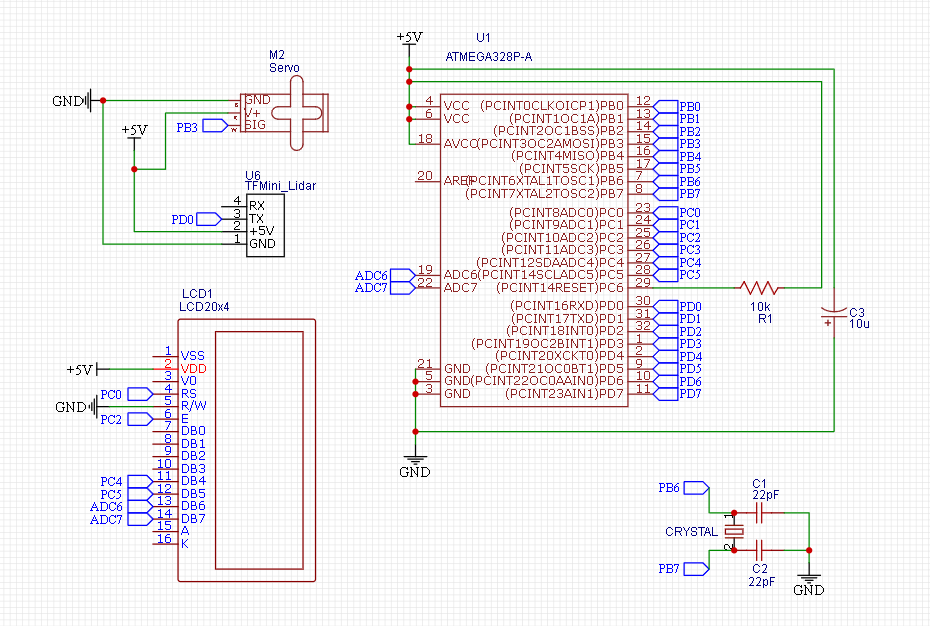 +5V
U1
ATMEGA328P-A
M2
Servo
GND
GND
V+
SIG
PB3
+5V
U6
TFMini_Lidar
4 RX
PD0 3 TX
2 +5V
1 GND
4 VCC (PCINT0CLKOICP1)PB0 12 PB0
6 VCC (PCINT1OC1A)PB1 13 PB1
(PCINT2OC1BSS)PB2 14 PB2
18 AVCC (PCINT3OC2AMOSI)PB3 15 PB3
(PCINT4MISO)PB4 16 PB4
(PCINT5SCK)PB5 17 PB5
20 AREF (PCINT6XTAL1TOSC1)PB6 7 PB6
(PCINT7XTAL2TOSC2)PB7 8 PB7
(PCINT8ADC0)PC0 23 PC0
(PCINT9ADC1)PC1 24 PC1
(PCINT10ADC2)PC2 25 PC2
(PCINT11ADC3)PC3 26 PC3
(PCINT12SDAADC4)PC4 27 PC4
ADC6 19 ADC6 (PCINT14SCLADC5)PC5 28 PC5
ADC7 22 ADC7 (PCINT14RESET)PC6 29
(PCINT16RXD)PD0 30 PD0
(PCINT17TXD)PD1 31 PD1
(PCINT18INT0)PD2 32 PD2
(PCINT19OC2BINT1)PD3 1 PD3
(PCINT20XCKT0)PD4 2 PD4
21 GND (PCINT21OC0BT1)PD5 9 PD5
5 GND (PCINT22OC0AAIN0)PD6 10 PD6
3 GND (PCINT23AIN1)PD7 11 PD7
GND
10k
R1
C3
+ 10u
LCD1
LCD20x4
1 VSS
+5V 2 VDD
3 V0
PC0 4 RS
GND 5 R/W
PC2 6 E
7 DB0
8 DB1
9 DB2
10 DB3
PC4 11 DB4
PC5 12 DB5
ADC6 13 DB6
ADC7 14 DB7
15 A
16 K
PB6
C1
22pF
1
CRYSTAL
2
PB7
C2
22pF
GND